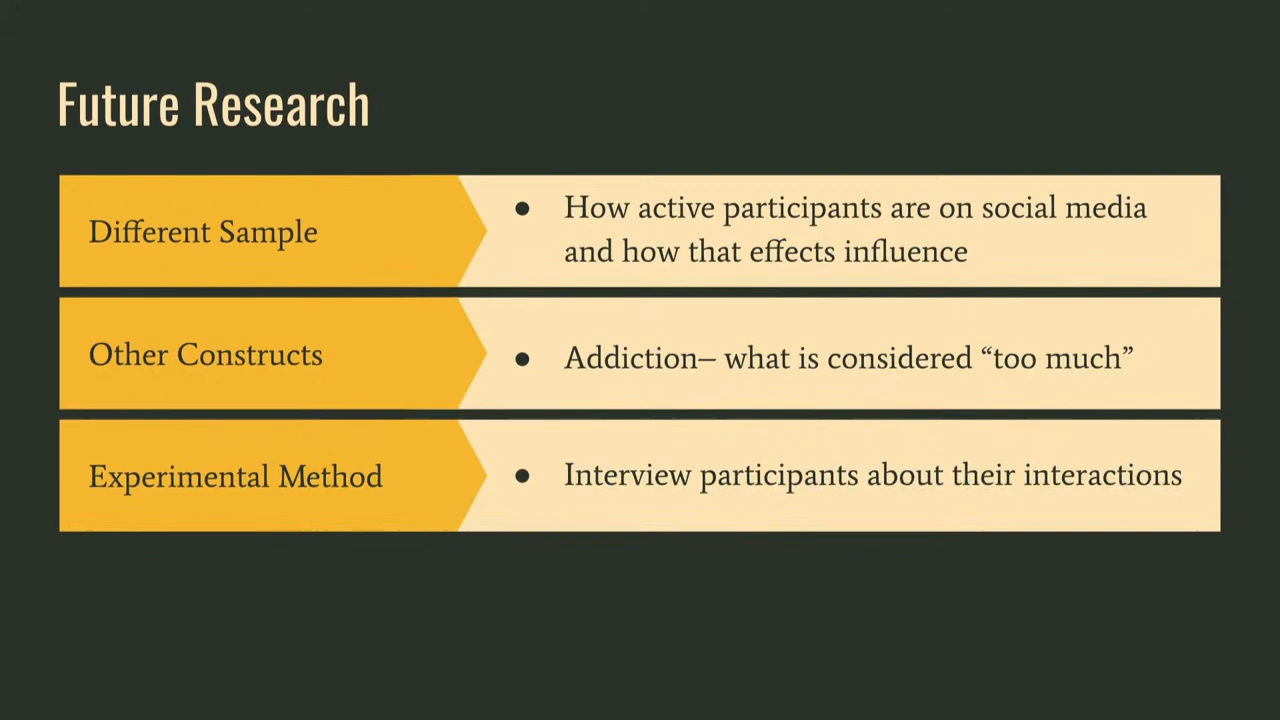 Future Research
Different Sample
● How active participants are on social media
and how that effects influence
Other Constructs
● Addiction– what is considered “too much”
Experimental Method
● Interview participants about their interactions